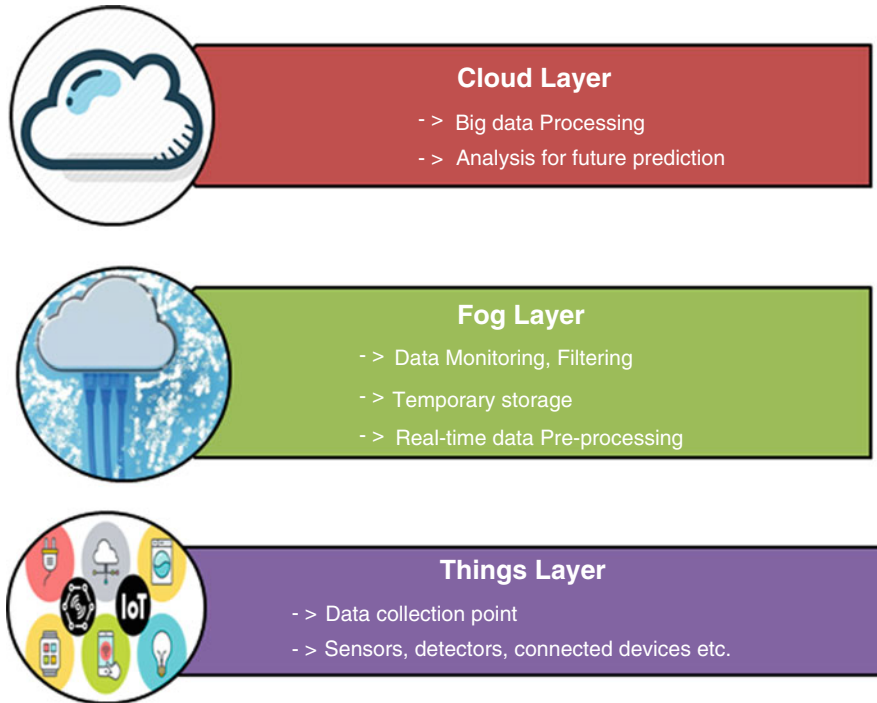 Cloud Layer
- > Big data Processing
- > Analysis for future prediction
Fog Layer
- > Data Monitoring, Filtering
- > Temporary storage
- > Real-time data Pre-processing
IoT
Things Layer
- > Data collection point
- > Sensors, detectors, connected devices etc.